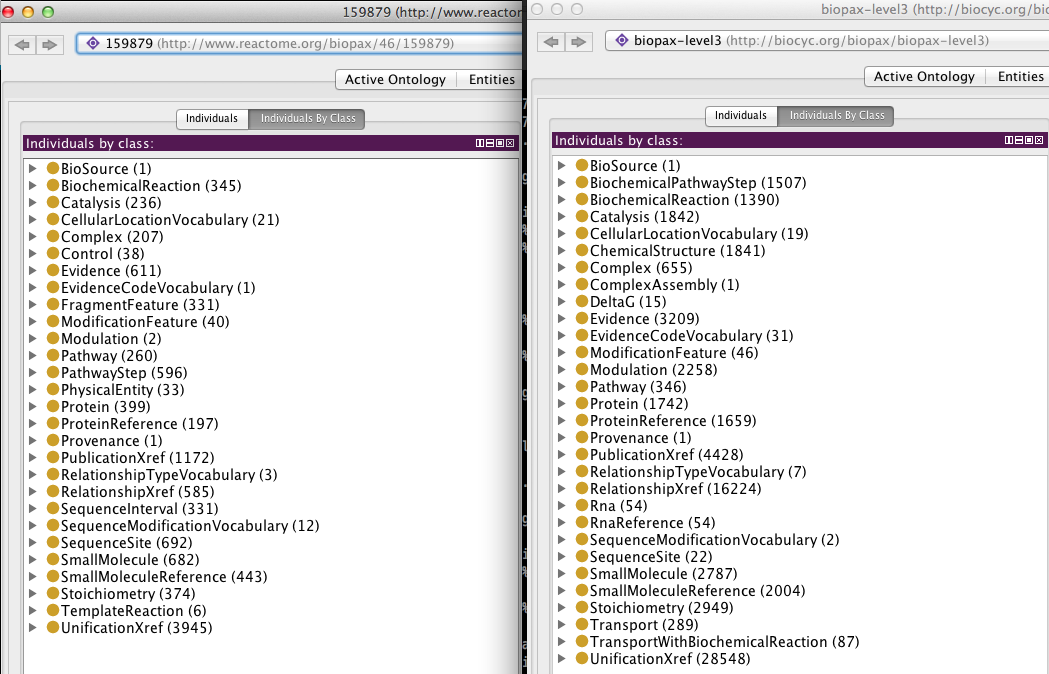 159879 (http://www.reactom
159879 (http://www.reactome.org/biopax/46/159879)
Active Ontology
Entities
Individuals
Individuals By Class
Individuals by class:
BioSource (1)
BiochemicalReaction (345)
Catalysis (236)
CellularLocationVocabulary (21)
Complex (207)
Control (38)
Evidence (611)
EvidenceCodeVocabulary (1)
FragmentFeature (331)
ModificationFeature (40)
Modulation (2)
Pathway (260)
PathwayStep (596)
PhysicalEntity (33)
Protein (399)
ProteinReference (197)
Provenance (1)
PublicationXref (1172)
RelationshipTypeVocabulary (3)
RelationshipXref (585)
SequenceInterval (331)
SequenceModificationVocabulary (12)
SequenceSite (692)
SmallMolecule (682)
SmallMoleculeReference (443)
Stoichiometry (374)
TemplateReaction (6)
UnificationXref (3945)
biopax-level3 (http://biocyc.org/bio
biopax-level3 (http://biocyc.org/biopax/biopax-level3)
Active Ontology
Entities
Individuals
Individuals By Class
Individuals by class:
BioSource (1)
BiochemicalPathwayStep (1507)
BiochemicalReaction (1390)
Catalysis (1842)
CellularLocationVocabulary (19)
ChemicalStructure (1841)
Complex (655)
ComplexAssembly (1)
DeltaG (15)
Evidence (3209)
EvidenceCodeVocabulary (31)
ModificationFeature (46)
Modulation (2258)
Pathway (346)
Protein (1742)
ProteinReference (1659)
Provenance (1)
PublicationXref (4428)
RelationshipTypeVocabulary (7)
RelationshipXref (16224)
Rna (54)
RnaReference (54)
SequenceModificationVocabulary (2)
SequenceSite (22)
SmallMolecule (2787)
SmallMoleculeReference (2004)
Stoichiometry (2949)
Transport (289)
TransportWithBiochemicalReaction (87)
UnificationXref (28548)